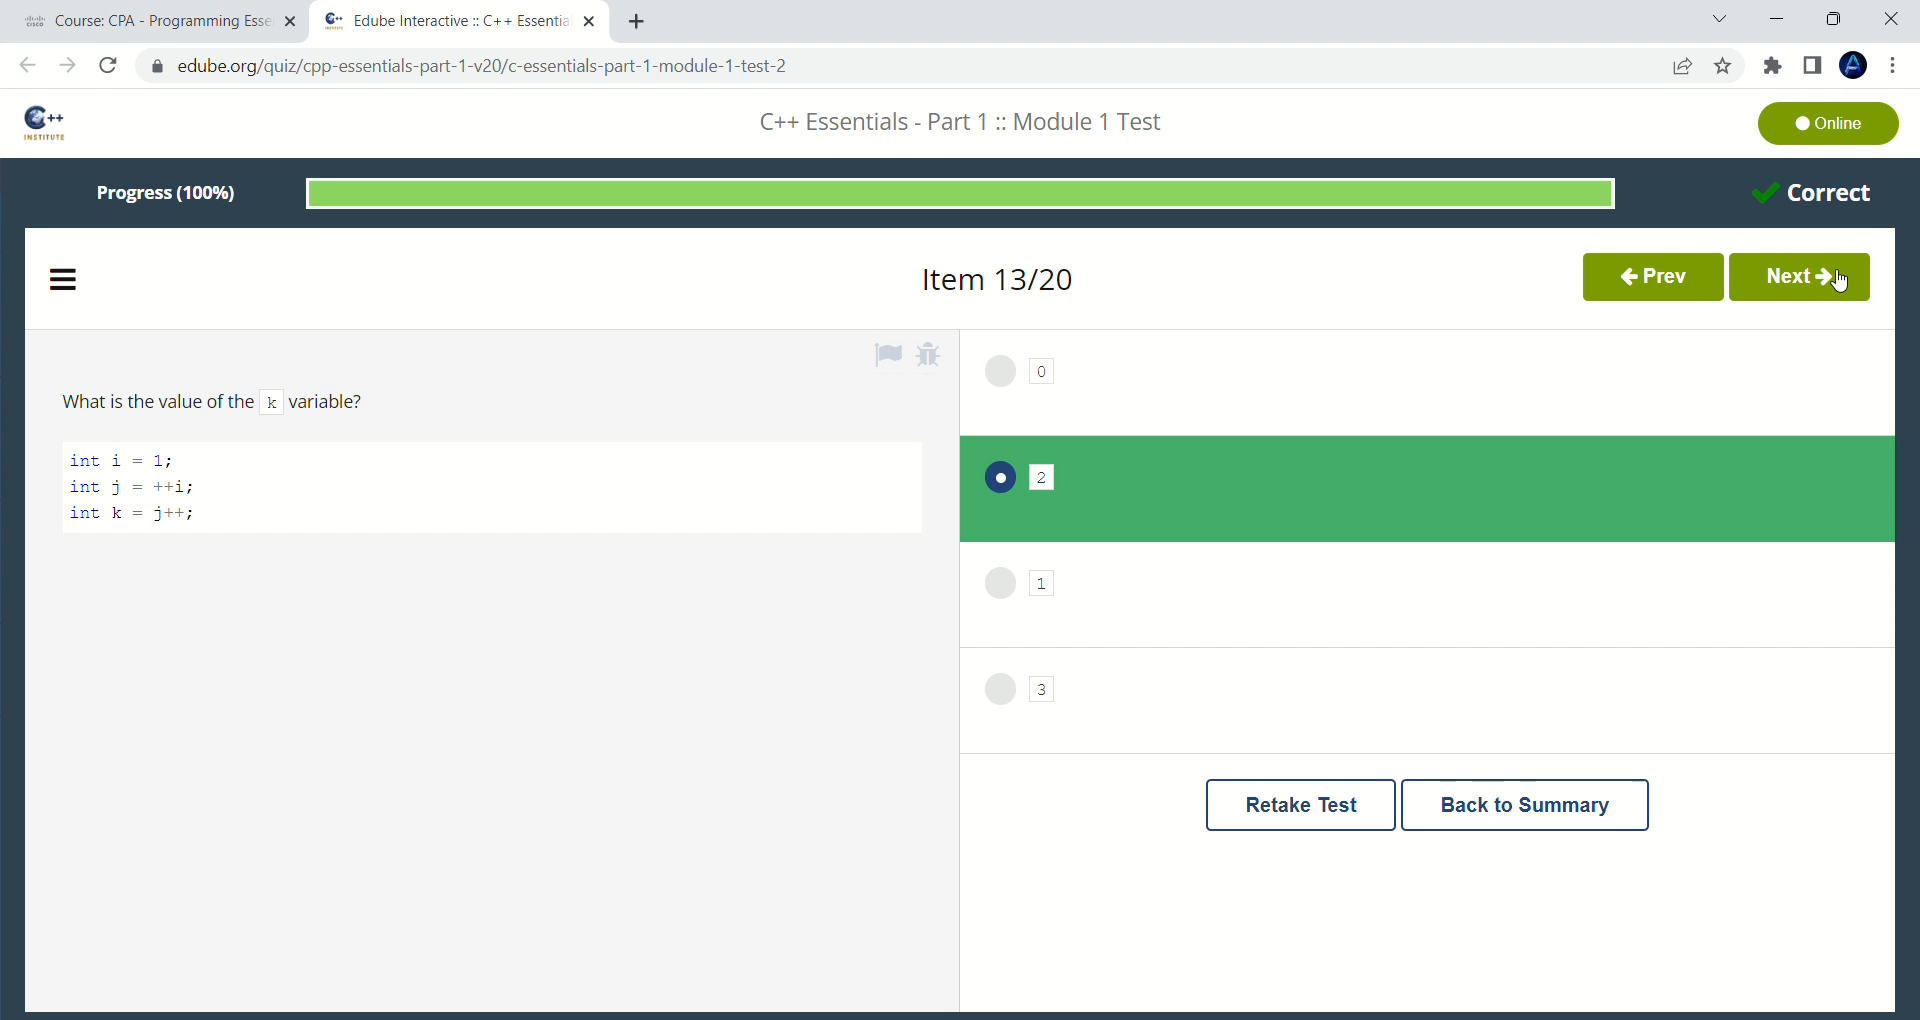 Course: CPA - Programming Esse
Edube Interactive :: C++ Essentia
edube.org/quiz/cpp-essentials-part-1-v20/c-essentials-part-1-module-1-test-2
C++
INSTITUTE
C++ Essentials - Part 1 :: Module 1 Test
Online
Progress (100%)
Correct
Item 13/20
Prev
Next
What is the value of the k variable?
int i = 1;
int j = ++i;
int k = j++;
0
2
1
3
Retake Test
Back to Summary